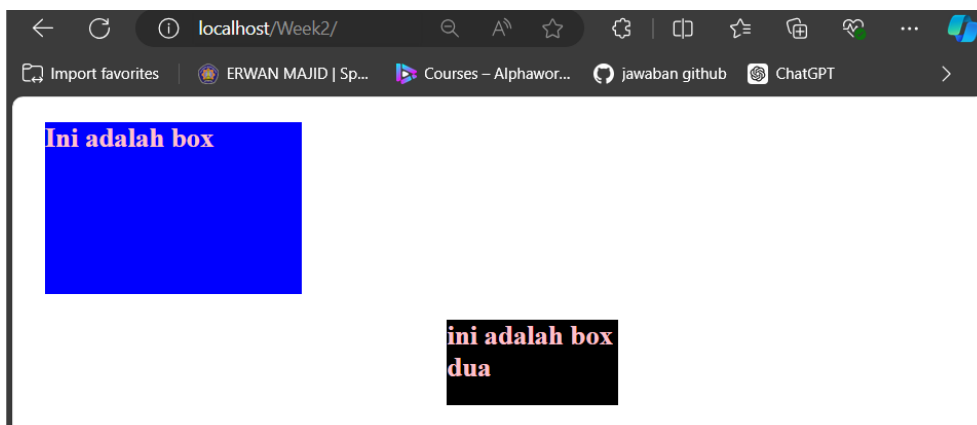 localhost/Week2/
Import favorites
ERWAN MAJID | Sp...
Courses – Alphawor...
jawaban github
ChatGPT
Ini adalah box
ini adalah box
dua